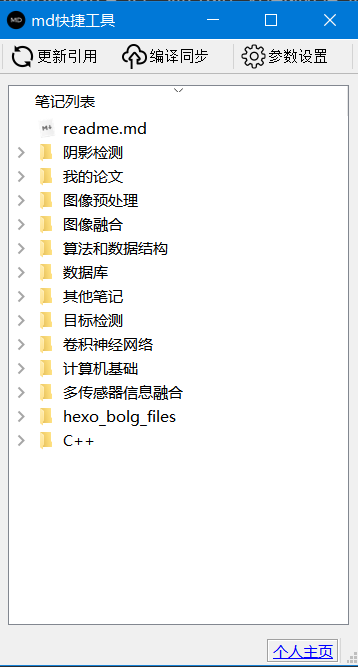 MD md快捷工具
更新引用 编译同步 参数设置
笔记列表
M↓ readme.md
阴影检测
我的论文
图像预处理
图像融合
算法和数据结构
数据库
其他笔记
目标检测
卷积神经网络
计算机基础
多传感器信息融合
hexo_bolg_files
C++
个人主页